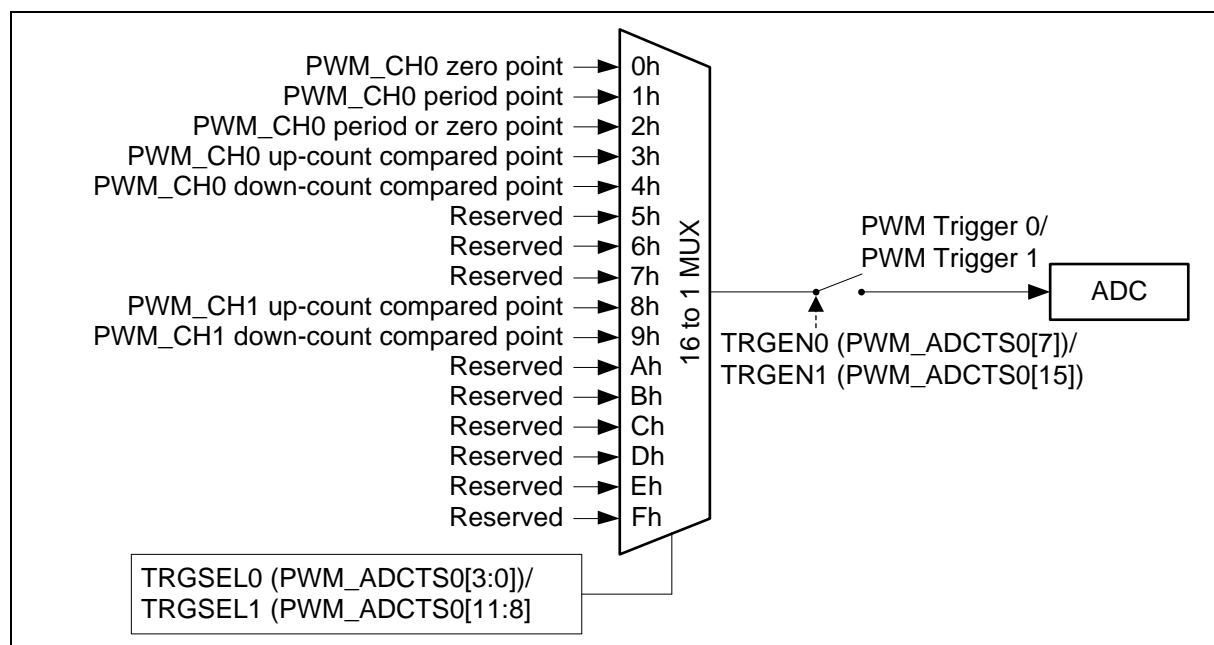 PWM_CH0 zero point 0h
PWM_CH0 period point 1h
PWM_CH0 period or zero point 2h
PWM_CH0 up-count compared point 3h
PWM_CH0 down-count compared point 4h
Reserved 5h
Reserved 6h
Reserved 7h
PWM_CH1 up-count compared point 8h
PWM_CH1 down-count compared point 9h
Reserved Ah
Reserved Bh
Reserved Ch
Reserved Dh
Reserved Eh
Reserved Fh
16 to 1 MUX
PWM Trigger 0/
PWM Trigger 1
ADC
TRGEN0 (PWM_ADCTS0[7])/
TRGEN1 (PWM_ADCTS0[15])
TRGSEL0 (PWM_ADCTS0[3:0])/
TRGSEL1 (PWM_ADCTS0[11:8]